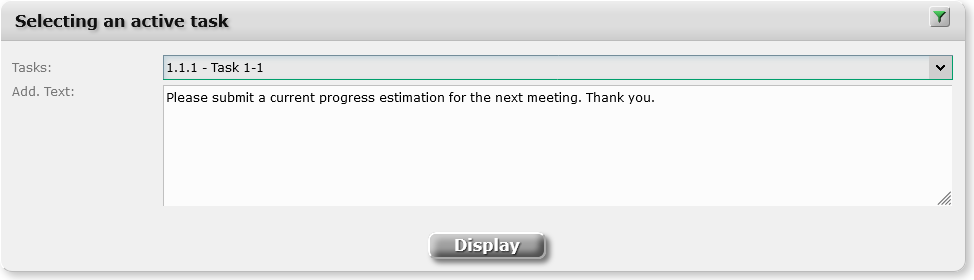 Selecting an active task
Tasks: 1.1.1 - Task 1-1
Add. Text: Please submit a current progress estimation for the next meeting. Thank you.
Display